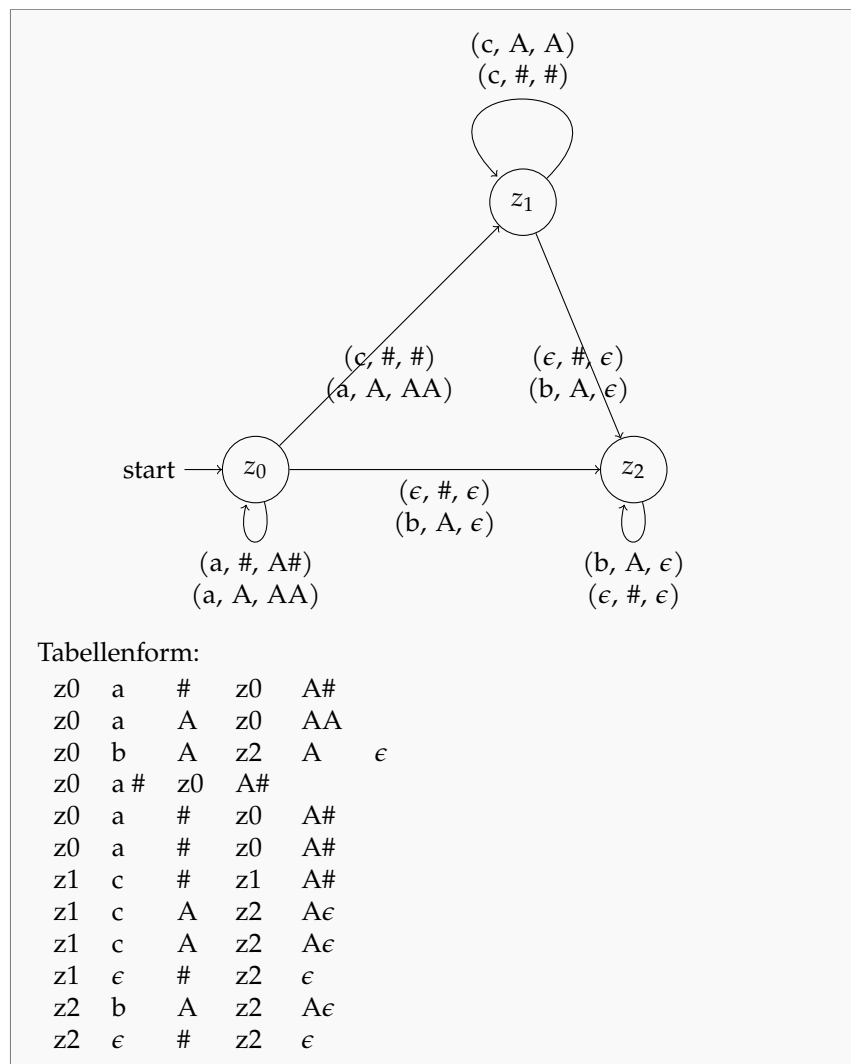 (c, A, A)
(c, #, #)
z1
(c, #, #)
(a, A, AA)
(ϵ, #, ϵ)
(b, A, ϵ)
start
z0
z2
(ϵ, #, ϵ)
(b, A, ϵ)
(a, #, A#)
(a, A, AA)
(b, A, ϵ)
(ϵ, #, ϵ)
Tabellenform:
z0 a # z0 A#
z0 a A z0 AA
z0 b A z2 A ϵ
z0 a # z0 A#
z0 a # z0 A#
z0 a # z0 A#
z1 c # z1 A#
z1 c A z2 Aϵ
z1 c A z2 Aϵ
z1 ϵ # z2 ϵ
z2 b A z2 Aϵ
z2 ϵ # z2 ϵ